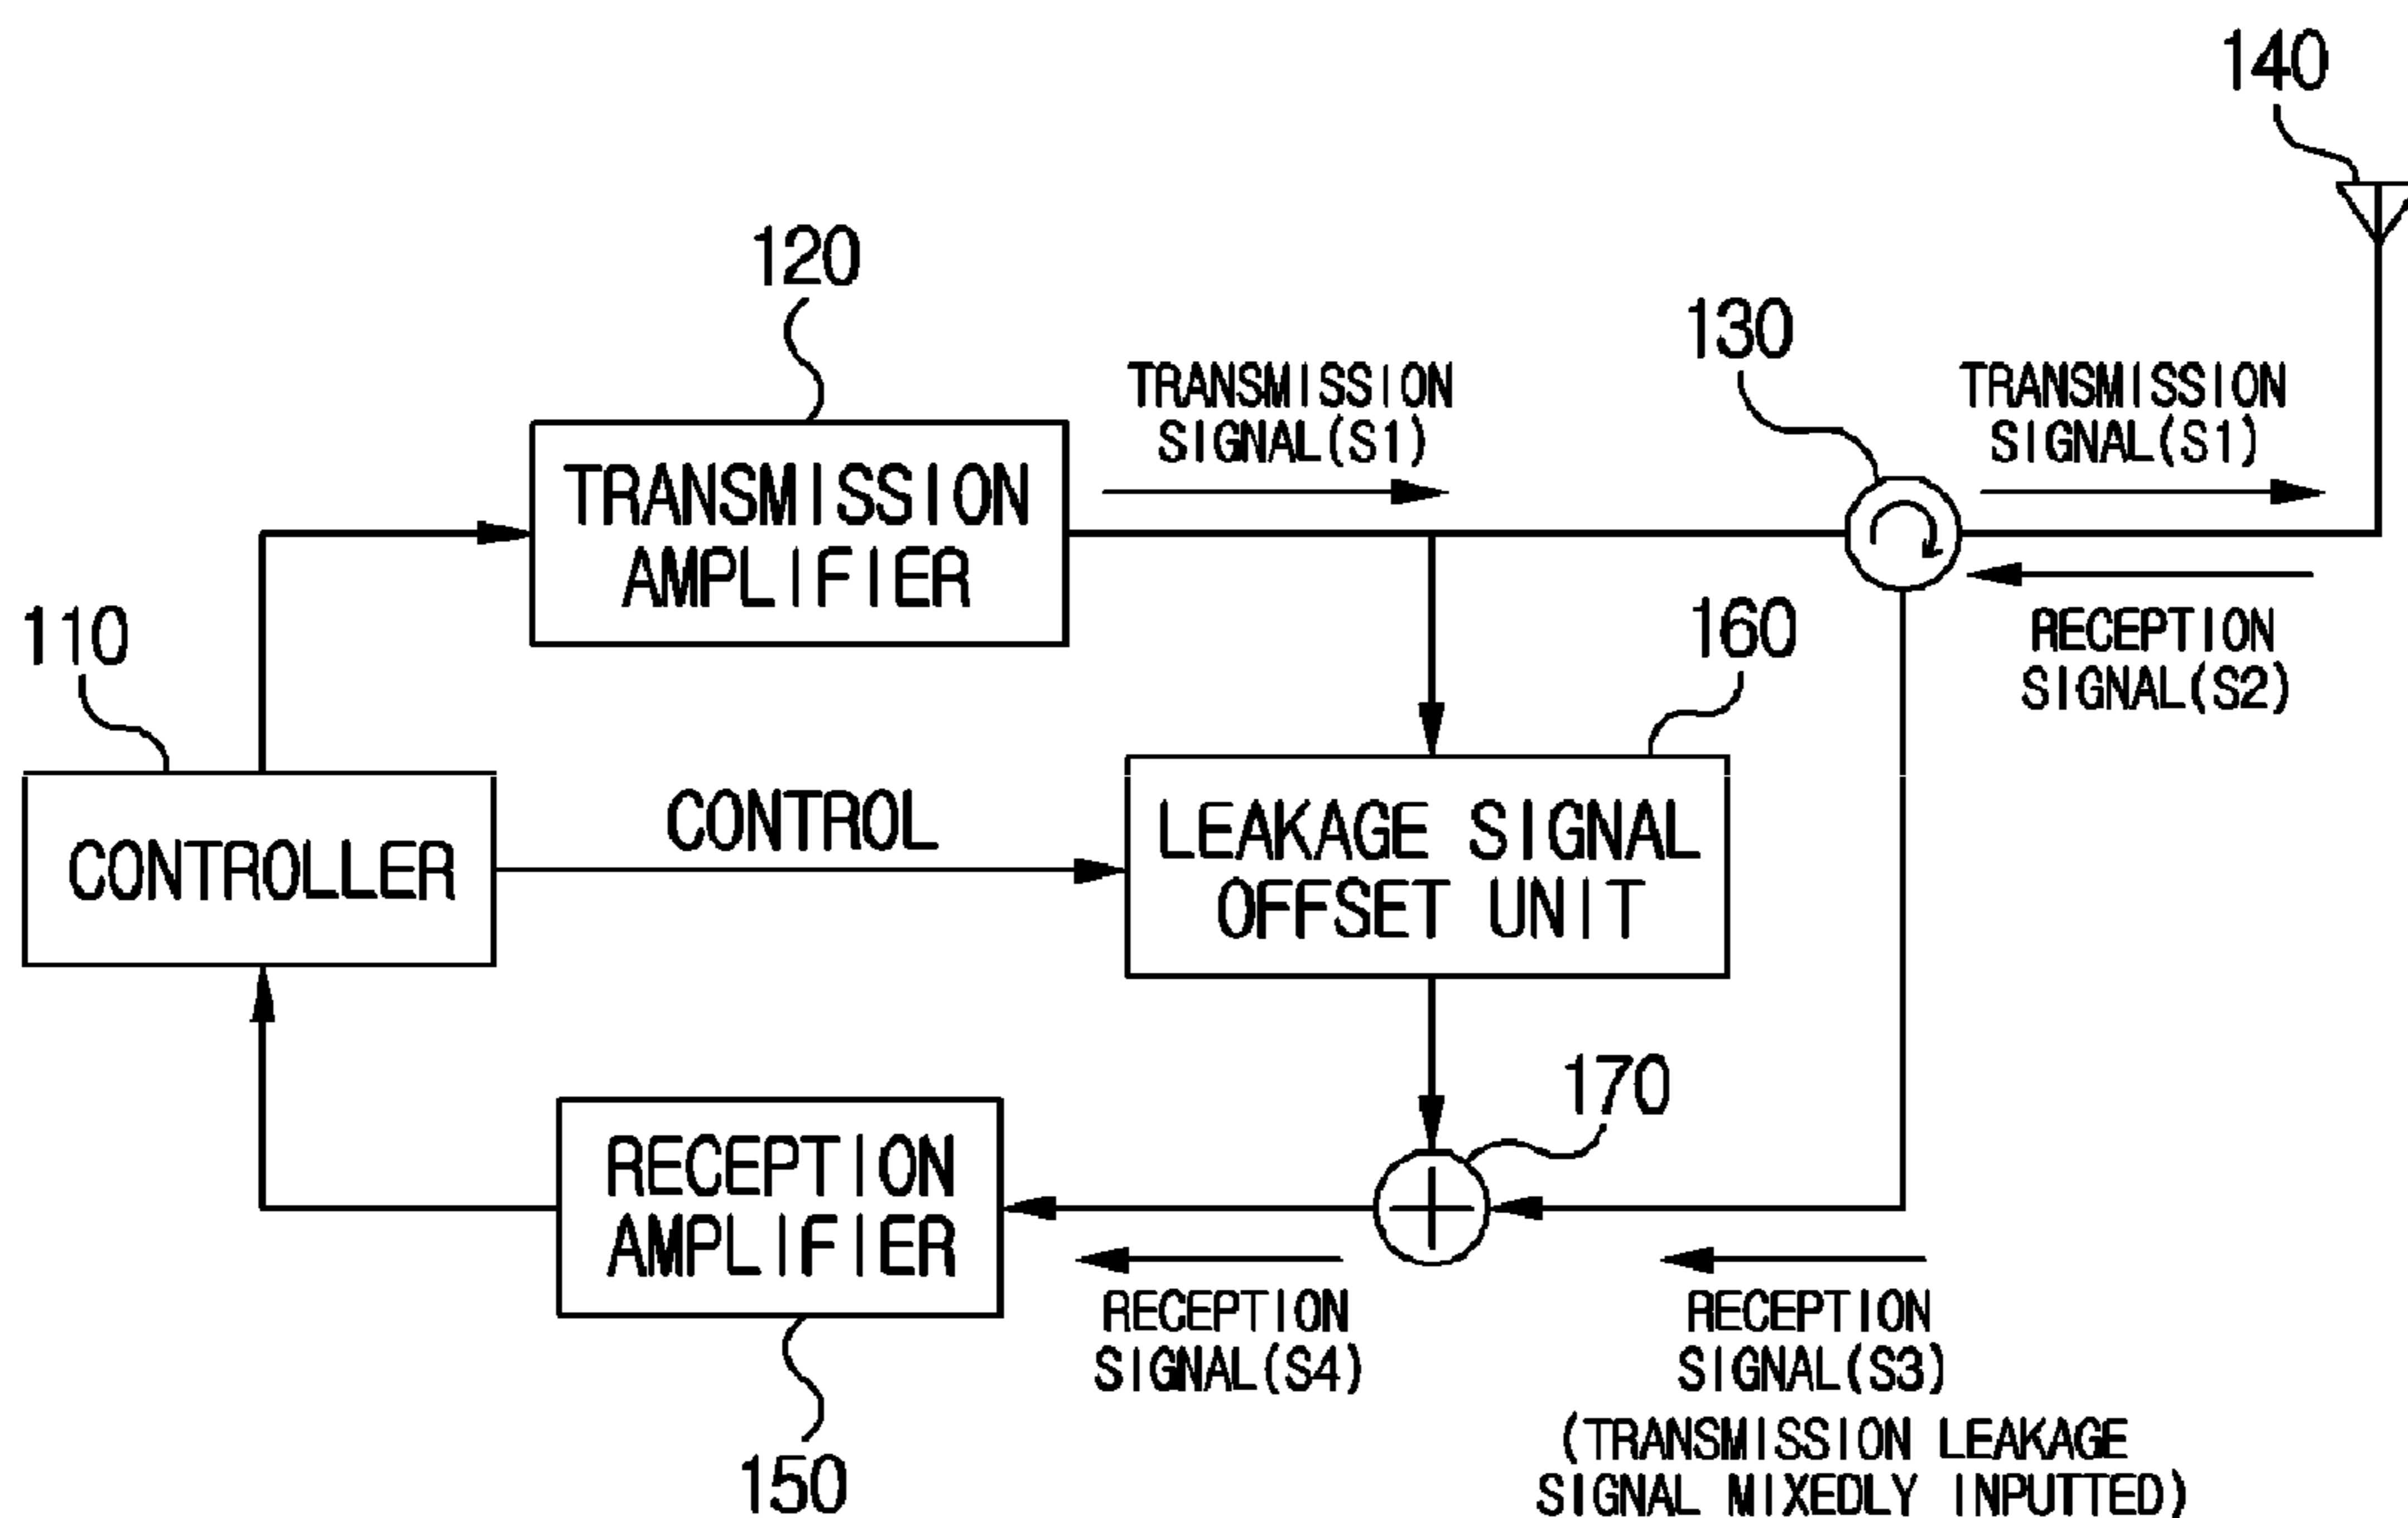 140
120
130
TRANSMISSION
SIGNAL(S1)
TRANSMISSION
SIGNAL(S1)
TRANSMISSION
AMPLIFIER
110
160
RECEPTION
SIGNAL(S2)
CONTROLLER
CONTROL
LEAKAGE SIGNAL
OFFSET UNIT
170
RECEPTION
AMPLIFIER
RECEPTION
SIGNAL(S4)
RECEPTION
SIGNAL(S3)
(TRANSMISSION LEAKAGE
SIGNAL MIXEDLY INPUTTED)
150